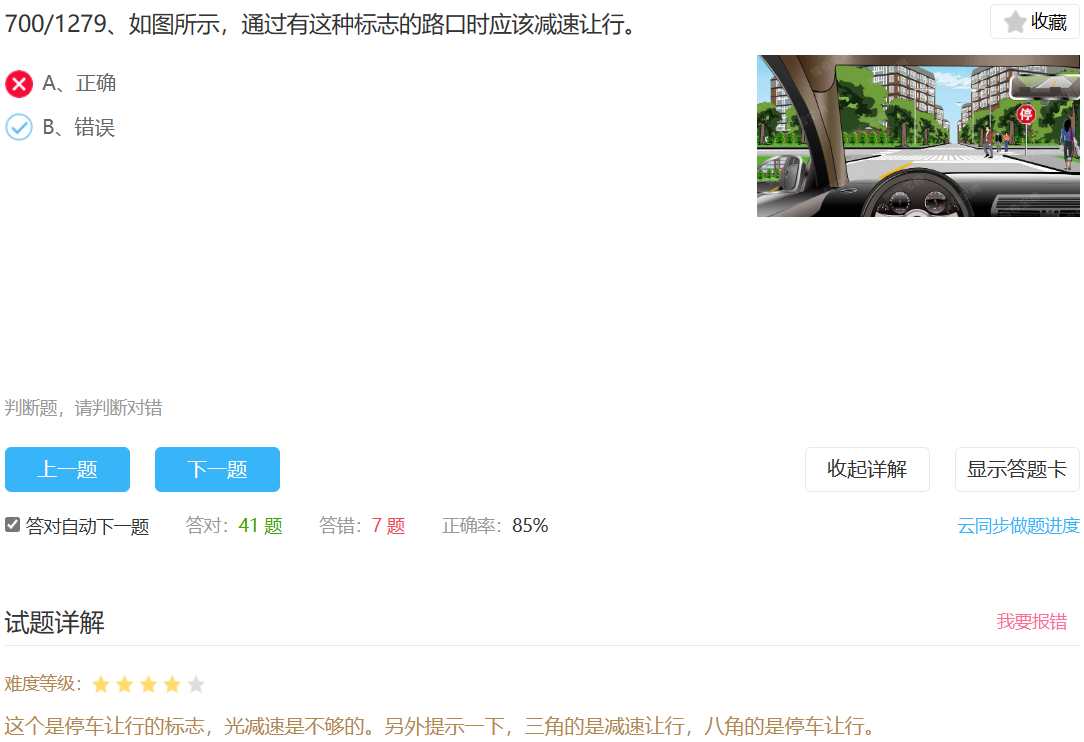 700/1279、如图所示，通过有这种标志的路口时应该减速让行。
收藏
A、正确
B、错误
停
判断题，请判断对错
上一题
下一题
收起详解
显示答题卡
答对自动下一题 答对：41 题 答错：7 题 正确率：85%
云同步做题进度
试题详解
我要报错
难度等级：
这个是停车让行的标志，光减速是不够的。另外提示一下，三角的是减速让行，八角的是停车让行。